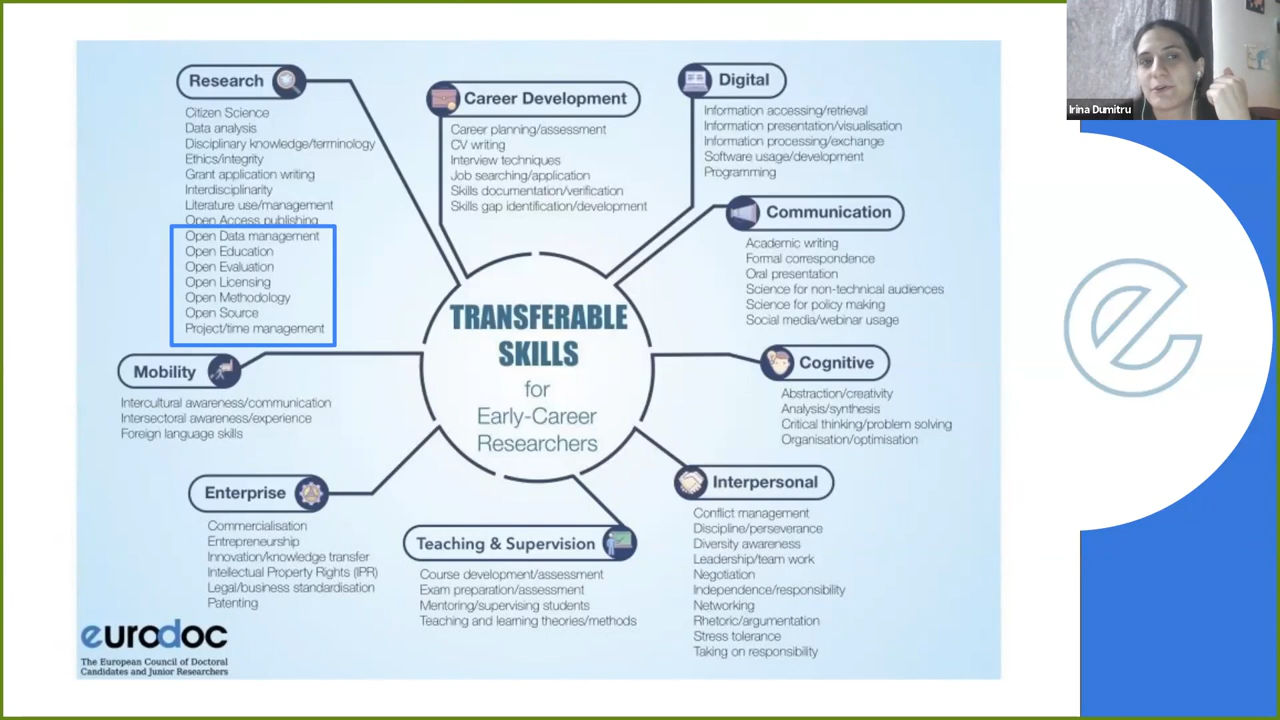 Irina Dumitru
Research
Citizen Science
Data analysis
Disciplinary knowledge/terminology
Ethics/integrity
Grant application writing
Interdisciplinarity
Literature use/management
Open Access publishing
Open Data management
Open Education
Open Evaluation
Open Licensing
Open Methodology
Open Source
Project/time management
Career Development
Career planning/assessment
CV writing
Interview techniques
Job searching/application
Skills documentation/verification
Skills gap identification/development
Digital
Information accessing/retrieval
Information presentation/visualisation
Information processing/exchange
Software usage/development
Programming
Communication
Academic writing
Formal correspondence
Oral presentation
Science for non-technical audiences
Science for policy making
Social media/webinar usage
TRANSFERABLE
SKILLS
for
Early-Career
Researchers
Mobility
Intercultural awareness/communication
Intersectoral awareness/experience
Foreign language skills
Cognitive
Abstraction/creativity
Analysis/synthesis
Critical thinking/problem solving
Organisation/optimisation
Enterprise
Commercialisation
Entrepreneurship
Innovation/knowledge transfer
Intellectual Property Rights (IPR)
Legal/business standardisation
Patenting
Teaching & Supervision
Course development/assessment
Exam preparation/assessment
Mentoring/supervising students
Teaching and learning theories/methods
Interpersonal
Conflict management
Discipline/perseverance
Diversity awareness
Leadership/team work
Negotiation
Independence/responsibility
Networking
Rhetoric/argumentation
Stress tolerance
Taking on responsibility
eurodoc
The European Council of Doctoral
Candidates and Junior Researchers